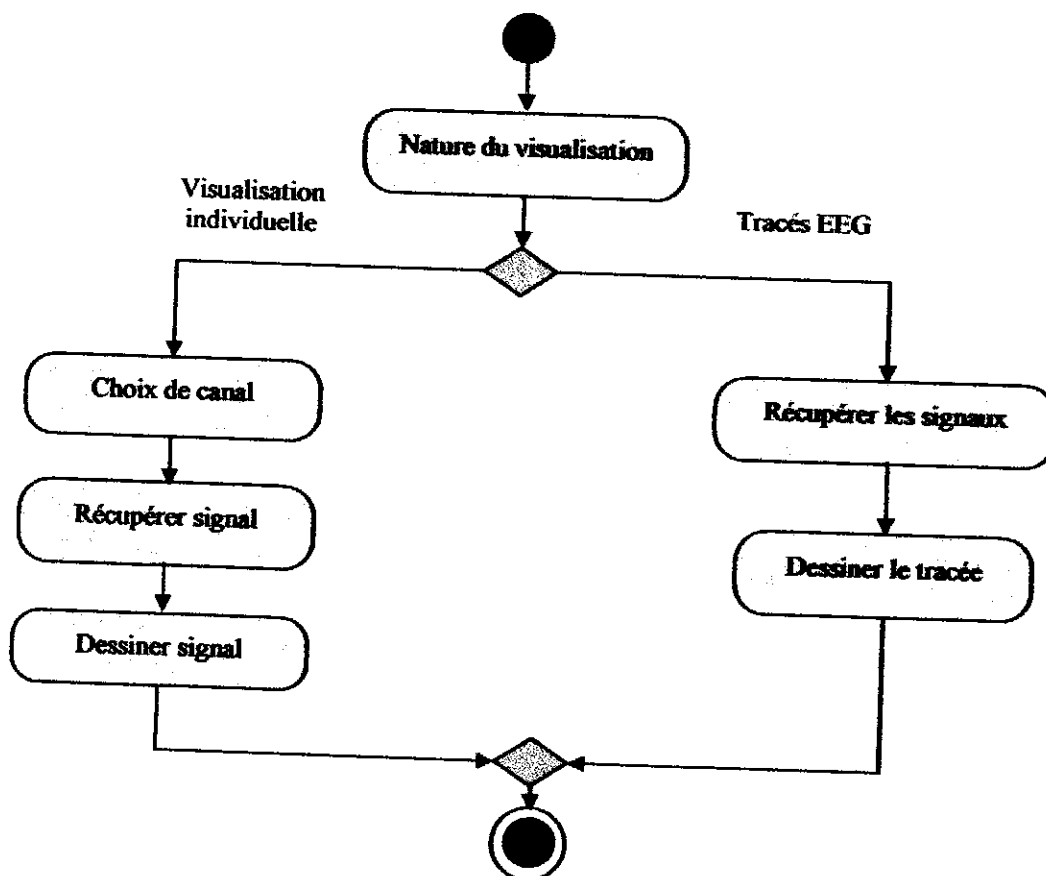 Nature du visualisation
Visualisation
individuelle
Tracés EEG
Choix de canal
Récupérer signal
Dessiner signal
Récupérer les signaux
Dessiner le tracée